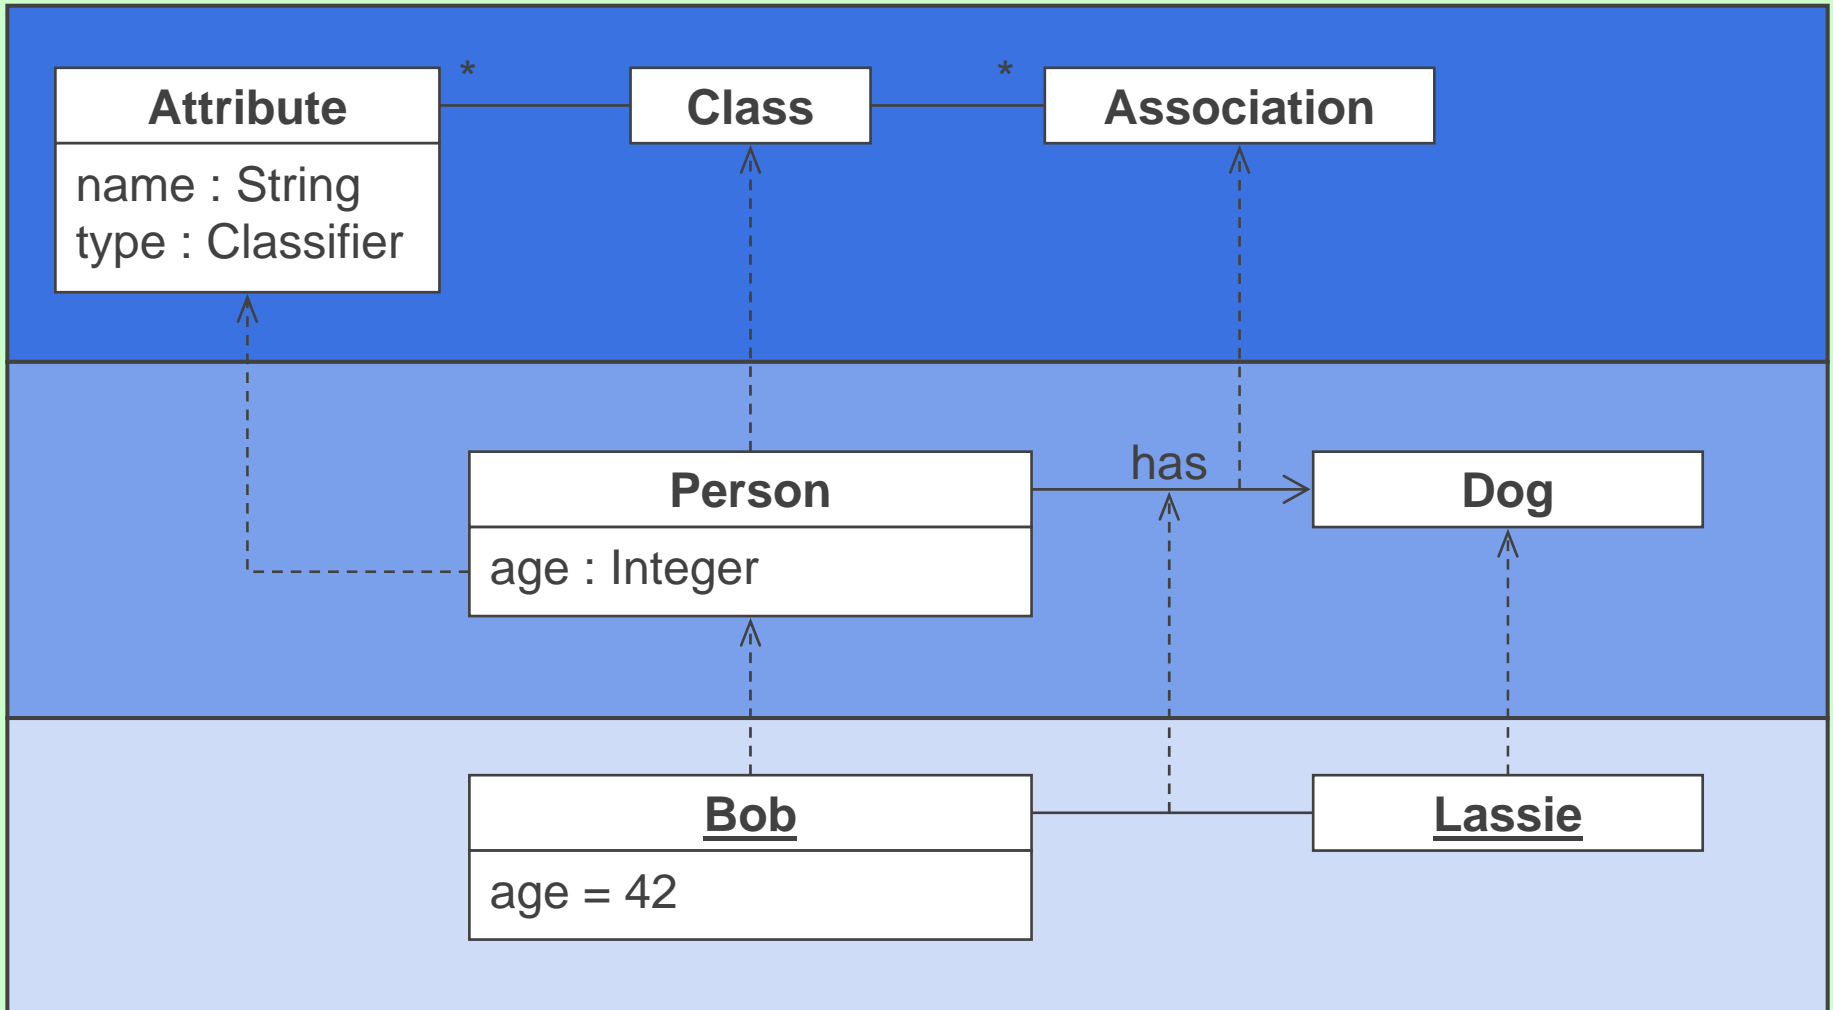 * *
Attribute Class Association
name : String
type : Classifier
has
Person Dog
age : Integer
Bob Lassie
age = 42